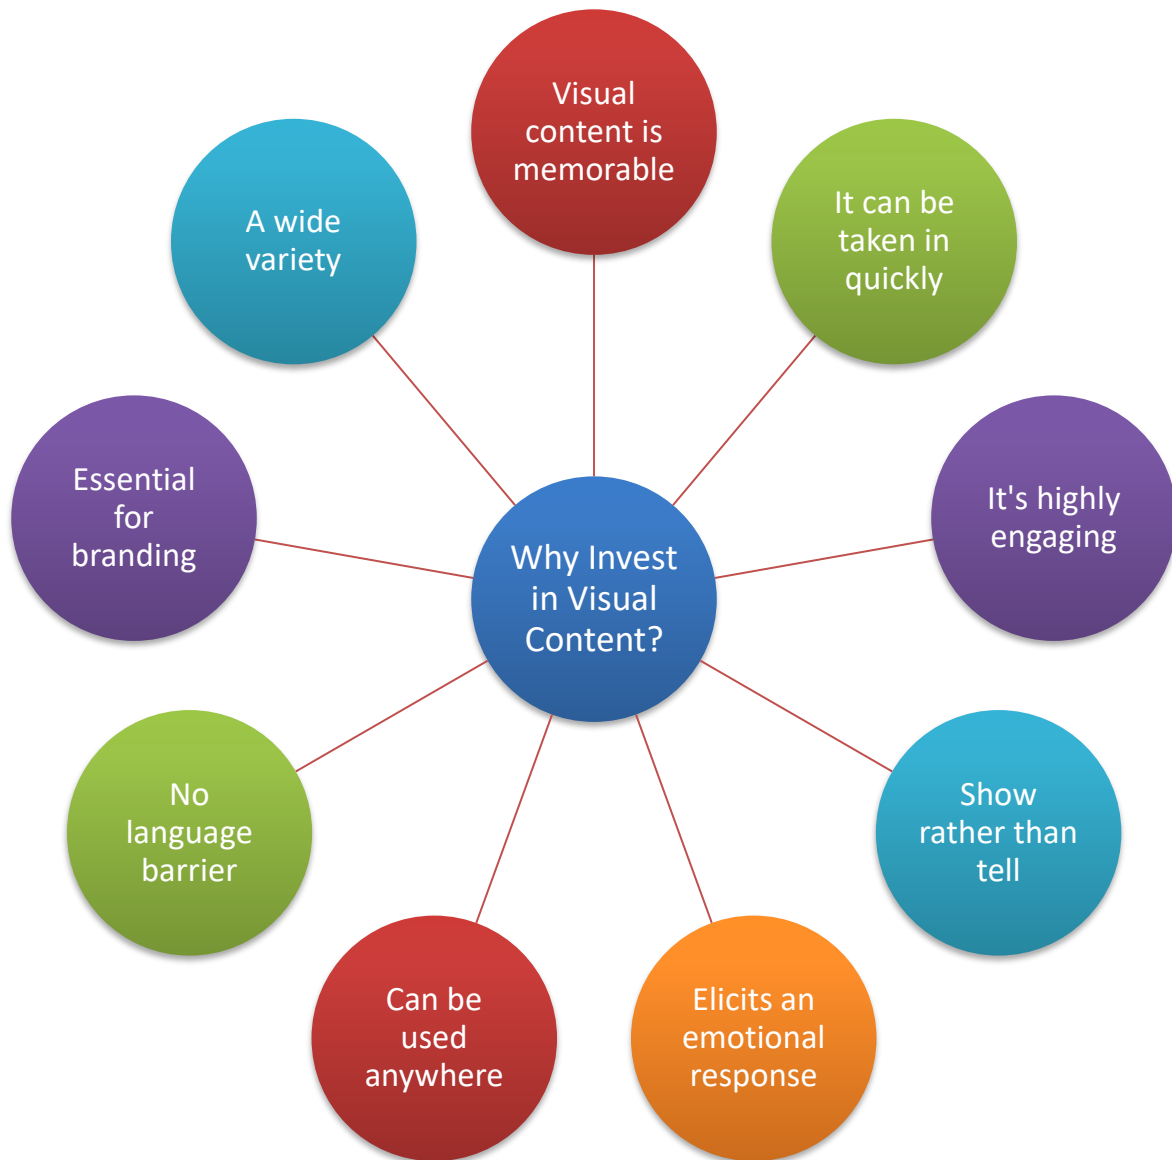 Visual
content is
memorable
It can be
taken in
quickly
It's highly
engaging
Show
rather than
tell
Elicits an
emotional
response
Can be
used
anywhere
No
language
barrier
Essential
for
branding
A wide
variety
Why Invest
in Visual
Content?